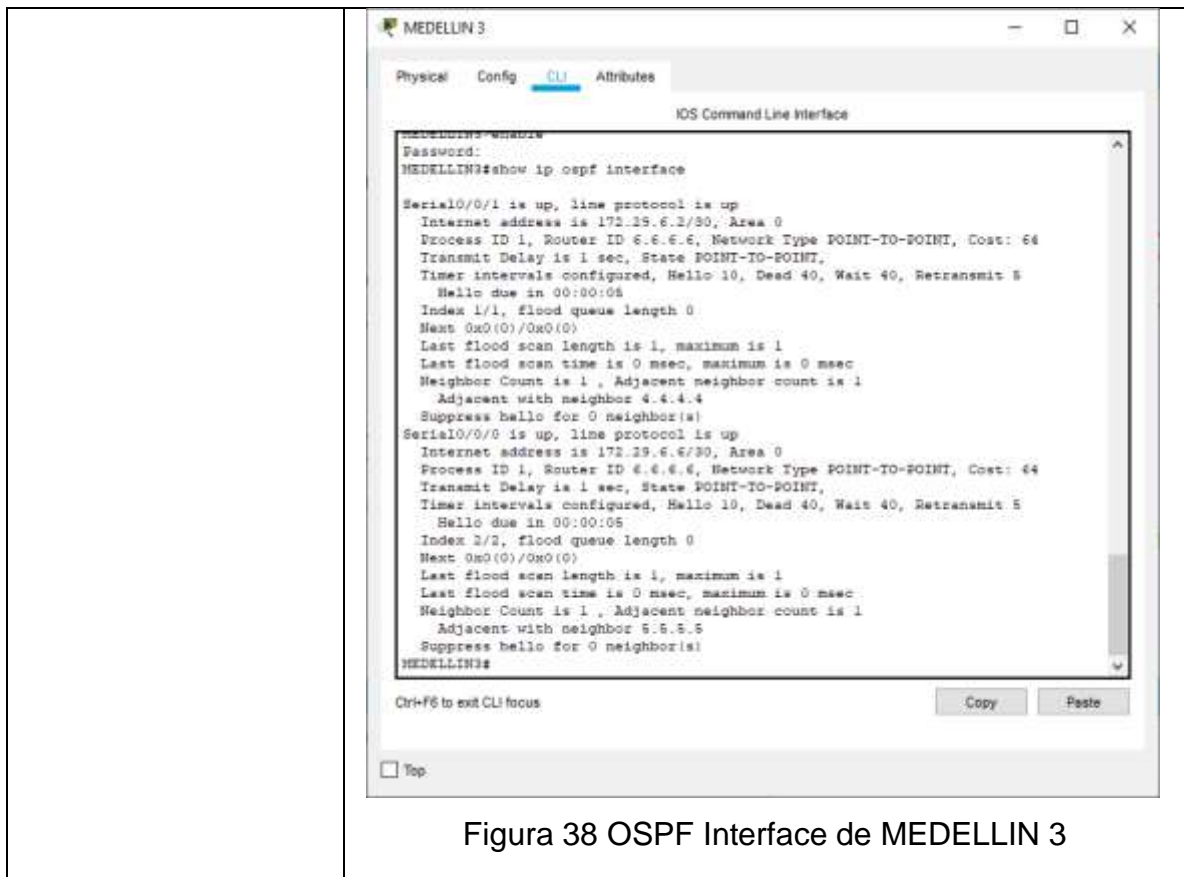 MEDELLIN 3
Physical Config CLI Attributes
IOS Command Line Interface
MEDELLIN3>enable
Password:
MEDELLIN3#show ip ospf interface
Serial0/0/1 is up, line protocol is up
Internet address is 172.29.6.2/30, Area 0
Process ID 1, Router ID 6.6.6.6, Network Type POINT-TO-POINT, Cost: 64
Transmit Delay is 1 sec, State POINT-TO-POINT,
Timer intervals configured, Hello 10, Dead 40, Wait 40, Retransmit 5
Hello due in 00:00:05
Index 1/1, flood queue length 0
Next 0x0(0)/0x0(0)
Last flood scan length is 1, maximum is 1
Last flood scan time is 0 msec, maximum is 0 msec
Neighbor Count is 1 , Adjacent neighbor count is 1
Adjacent with neighbor 4.4.4.4
Suppress hello for 0 neighbor(s)
Serial0/0/0 is up, line protocol is up
Internet address is 172.29.6.6/30, Area 0
Process ID 1, Router ID 6.6.6.6, Network Type POINT-TO-POINT, Cost: 64
Transmit Delay is 1 sec, State POINT-TO-POINT,
Timer intervals configured, Hello 10, Dead 40, Wait 40, Retransmit 5
Hello due in 00:00:05
Index 2/2, flood queue length 0
Next 0x0(0)/0x0(0)
Last flood scan length is 1, maximum is 1
Last flood scan time is 0 msec, maximum is 0 msec
Neighbor Count is 1 , Adjacent neighbor count is 1
Adjacent with neighbor 5.5.5.5
Suppress hello for 0 neighbor(s)
MEDELLIN3#
Ctrl+F6 to exit CLI focus
Copy Paste
Top
Figura 38 OSPF Interface de MEDELLIN 3